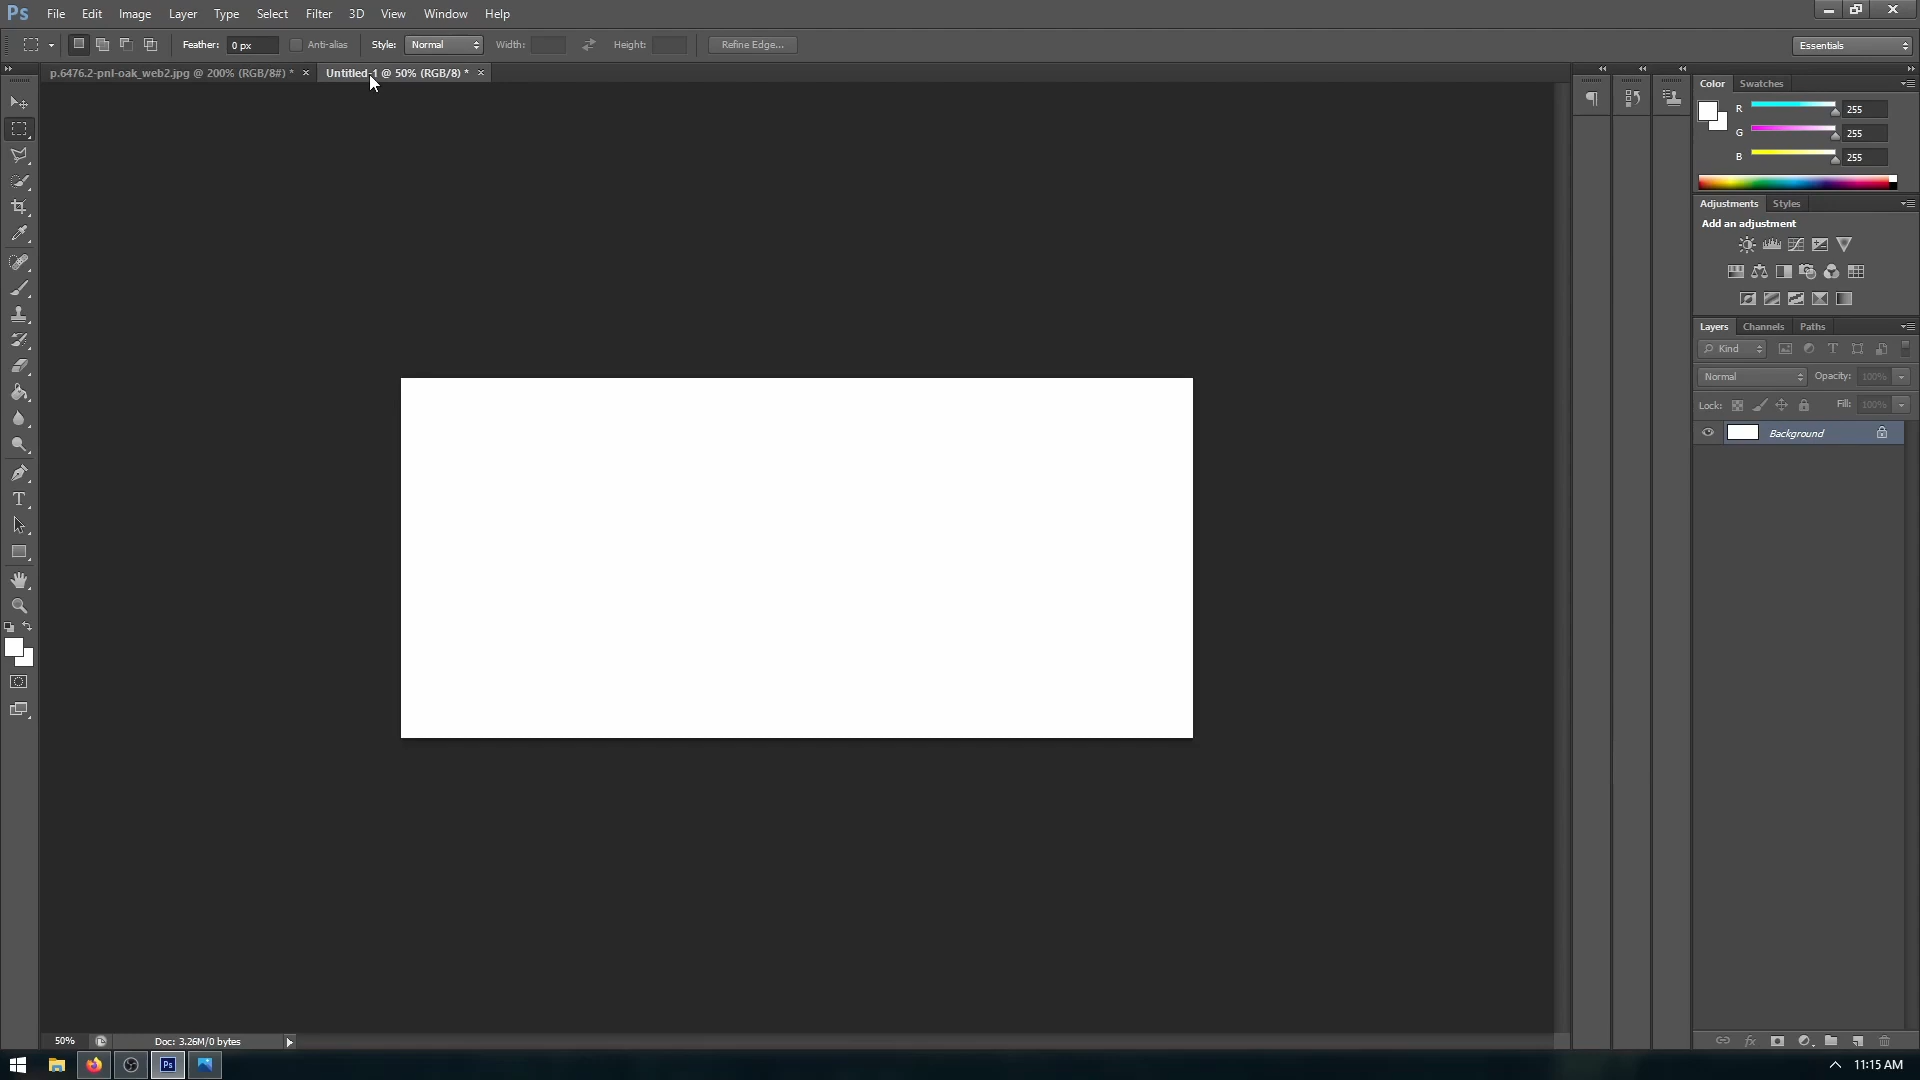 Ps File Edit Image Layer Type Select Filter 3D View Window Help
Feather: 0 px Anti-alias Style: Normal Width: Height: Refine Edge... Essentials
p.6476.2-pnl-oak_web2.jpg @ 200% (RGB/8#) * × Untitled-1 @ 50% (RGB/8) * ×
Color Swatches
R 255
G 255
B 255
Adjustments Styles
Add an adjustment
Layers Channels Paths
Kind
Normal Opacity: 100%
Lock: Fill: 100%
Background
T
50% Doc: 3.26M/0 bytes
Ps 11:15 AM